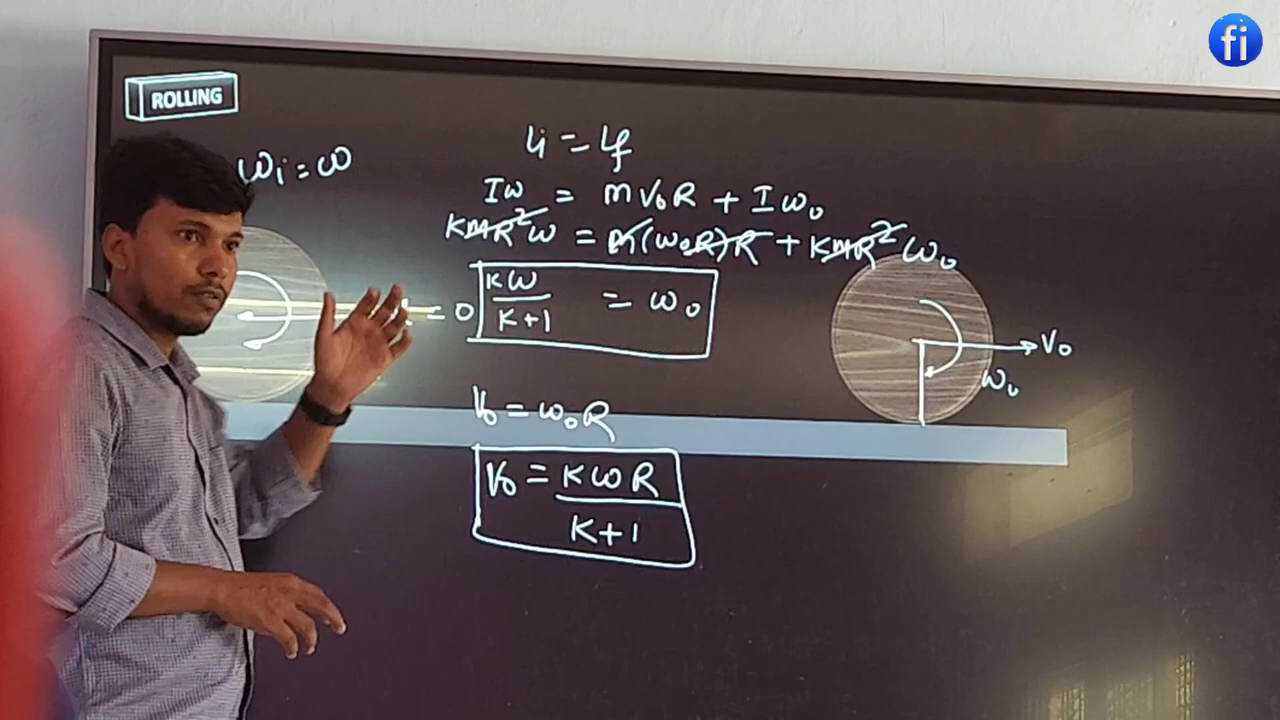 fi
ROLLING
Li = Lf
ωi = ω
Iω = mV₀R + Iω₀
KmR²ω = m(ω₀R)R + KmR²ω₀
= 0
Kω/K+1 = ω₀
V₀
ω₀
V₀ = ω₀R
V₀ = KωR/K+1